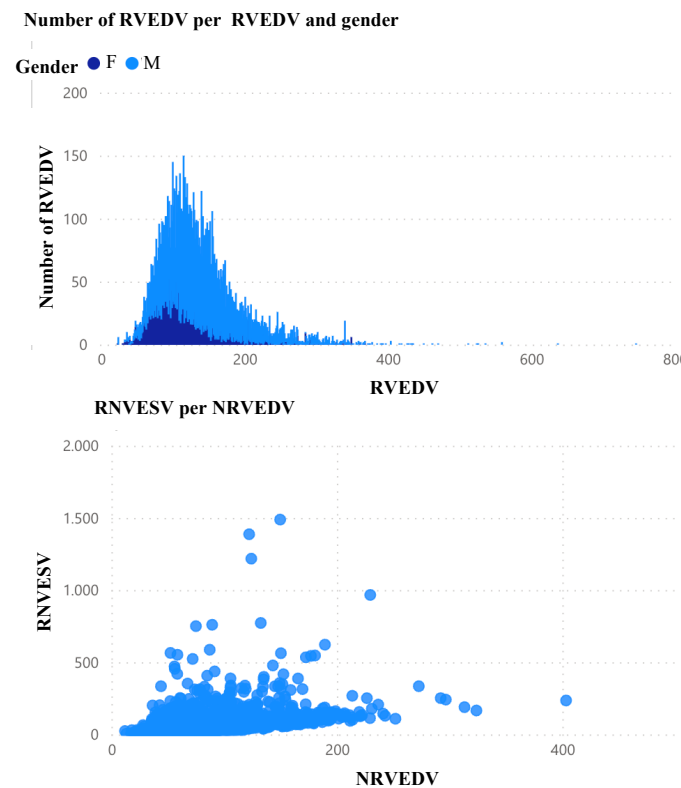 Number of RVEDV per RVEDV and gender
Gender F M
200
150
100
50
0
Number of RVEDV
0 200 400 600 800
RVEDV
RNVESV per NRVEDV
2.000
1.500
1.000
500
0
RNVESV
0 200 400
NRVEDV